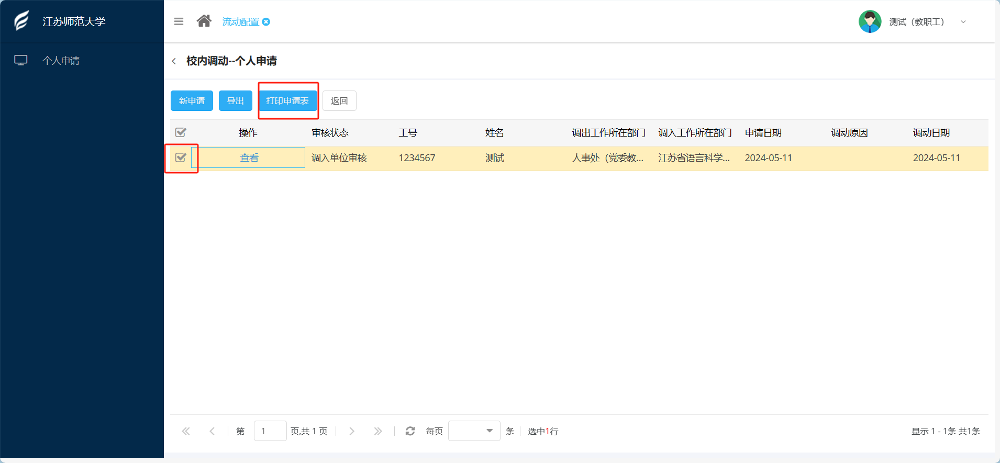 江苏师范大学
流动配置
测试（教职工）
个人申请
校内调动--个人申请
新申请 导出 打印申请表 返回
操作 审核状态 工号 姓名 调出工作所在部门 调入工作所在部门 申请日期 调动原因 调动日期
查看 调入单位审核 1234567 测试 人事处（党委教... 江苏省语言科学... 2024-05-11 2024-05-11
第 1 页,共 1 页 每页 条 选中1行 显示 1 - 1条 共1条